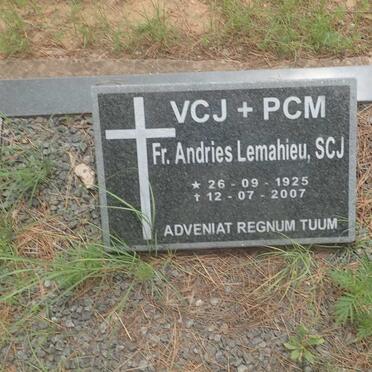 VCJ + PCM
Fr. Andries Lemahieu, SCJ
★ 26 - 09 - 1925
† 12 - 07 - 2007
ADVENIAT REGNUM TUUM